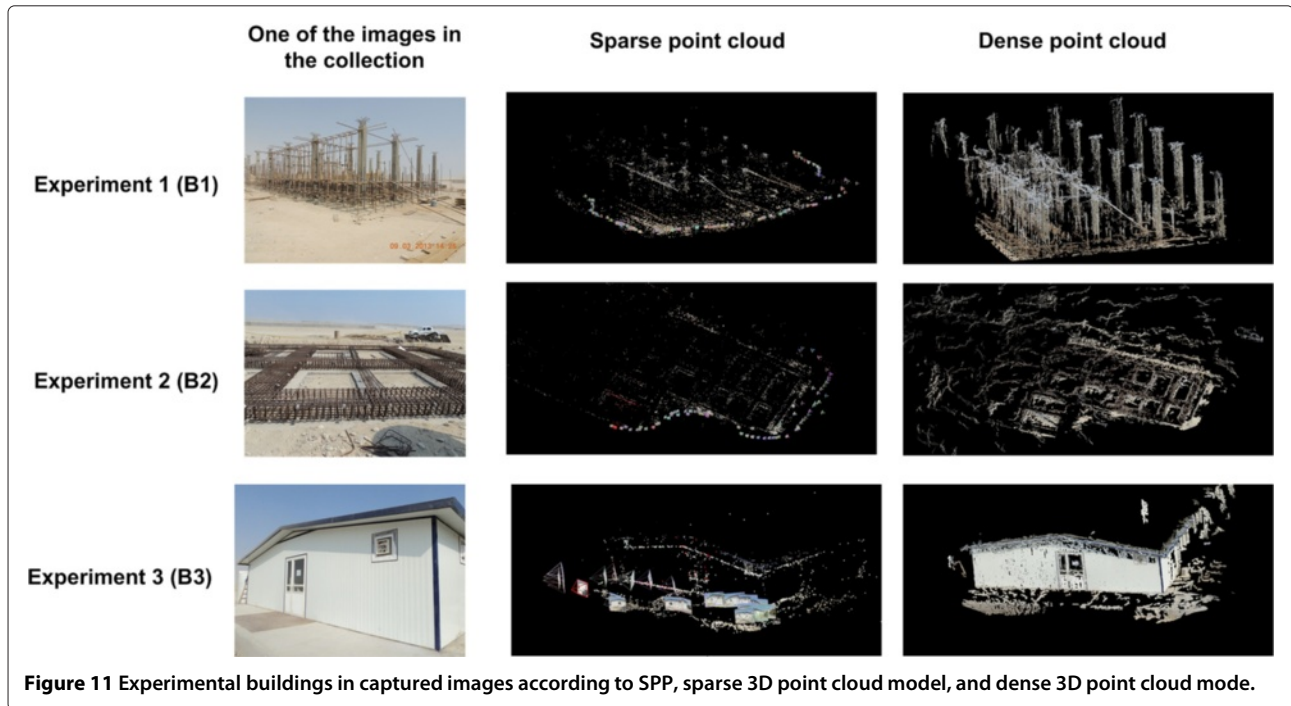 One of the images in
the collection
Sparse point cloud
Dense point cloud
Experiment 1 (B1)
Experiment 2 (B2)
Experiment 3 (B3)
Figure 11 Experimental buildings in captured images according to SPP, sparse 3D point cloud model, and dense 3D point cloud mode.